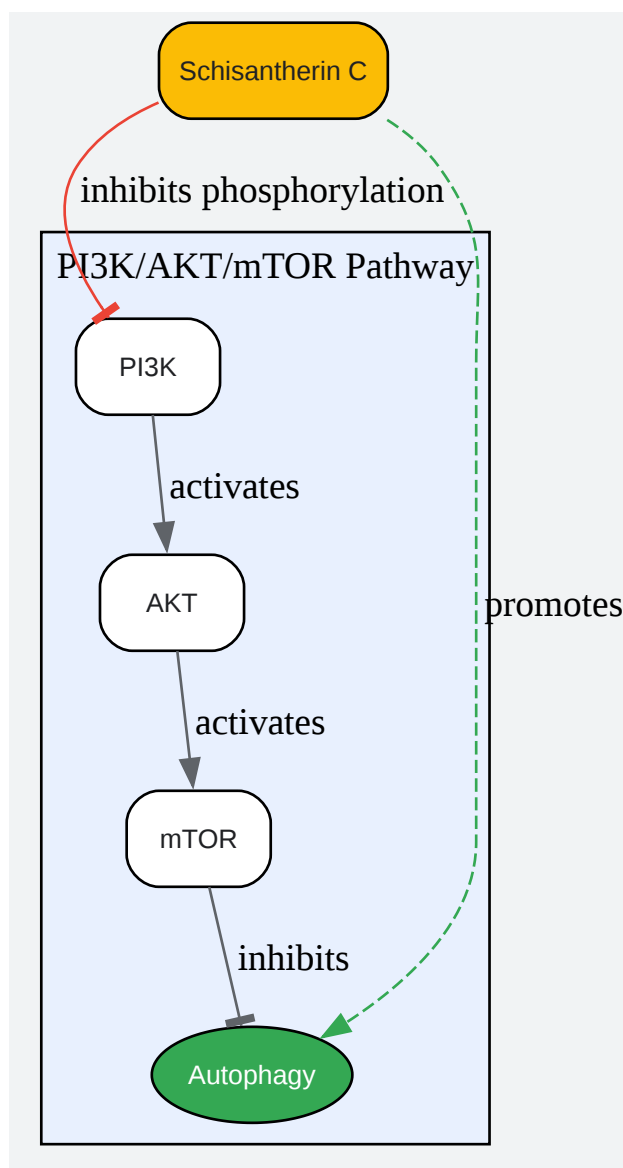 Schisantherin C
inhibits phosphorylation
PI3K/AKT/mTOR Pathway
PI3K
activates
AKT
promotes
activates
mTOR
inhibits
Autophagy